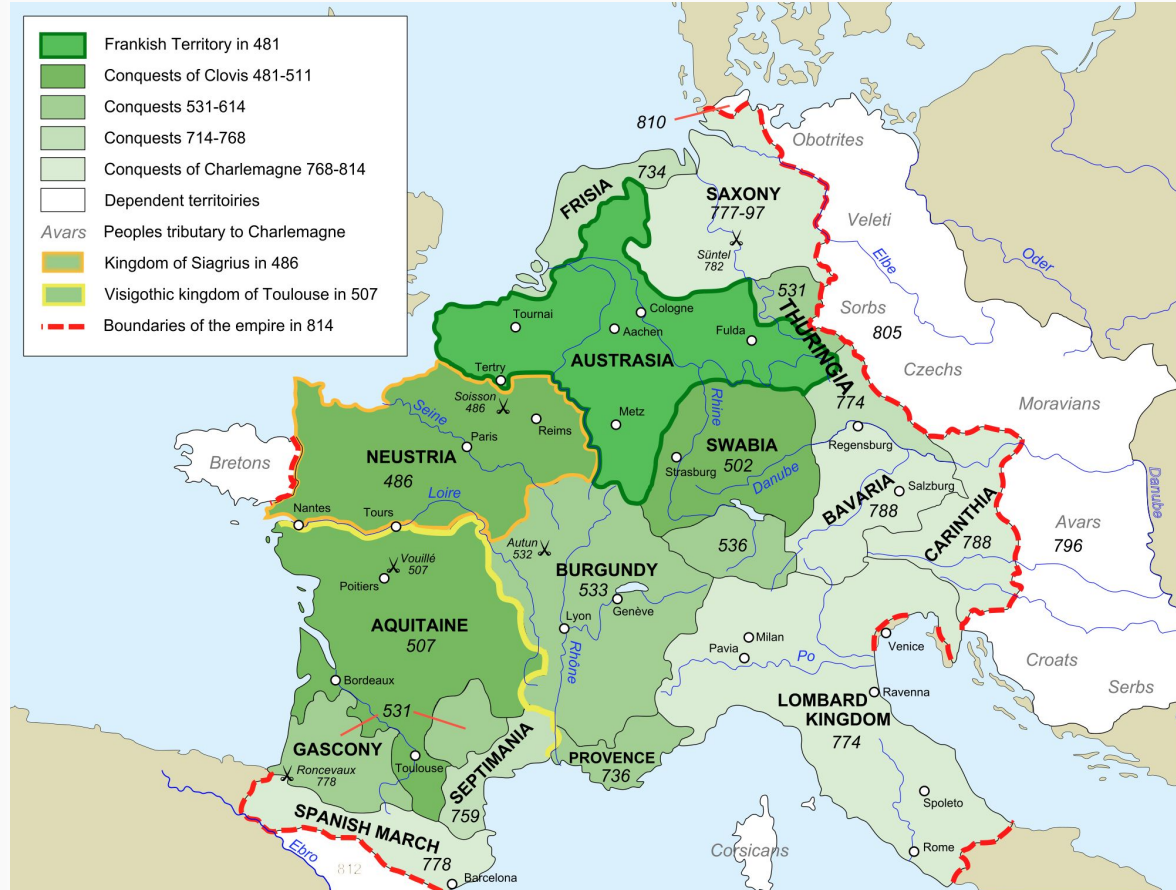 Frankish Territory in 481
Conquests of Clovis 481-511
Conquests 531-614
Conquests 714-768
Conquests of Charlemagne 768-814
Dependent territoiries
Avars Peoples tributary to Charlemagne
Kingdom of Siagrius in 486
Visigothic kingdom of Toulouse in 507
Boundaries of the empire in 814
810
Obotrites
734
FRISIA
SAXONY
777-97
Veleti
Süntel
782
Elbe
Oder
531
THURINGIA
Sorbs
805
Tournai
Cologne
Aachen
Fulda
AUSTRASIA
Czechs
Tertry
Soisson
486
Seine
Reims
Metz
Rhine
774
Moravians
Paris
Regensburg
Bretons
NEUSTRIA
486
SWABIA
502
Strasburg
Danube
Danube
Loire
Nantes
Tours
BAVARIA
788
Salzburg
CARINTHIA
788
Avars
796
Autun
532
536
Vouillé
507
Poitiers
BURGUNDY
533
Genève
Lyon
AQUITAINE
507
Rhône
Milan
Pavia
Po
Venice
Croats
Serbs
Bordeaux
Ravenna
531
LOMBARD
KINGDOM
774
GASCONY
Toulouse
SEPTIMANIA
759
PROVENCE
736
Roncevaux
778
Spoleto
SPANISH MARCH
778
Ebro
812
Barcelona
Corsicans
Rome